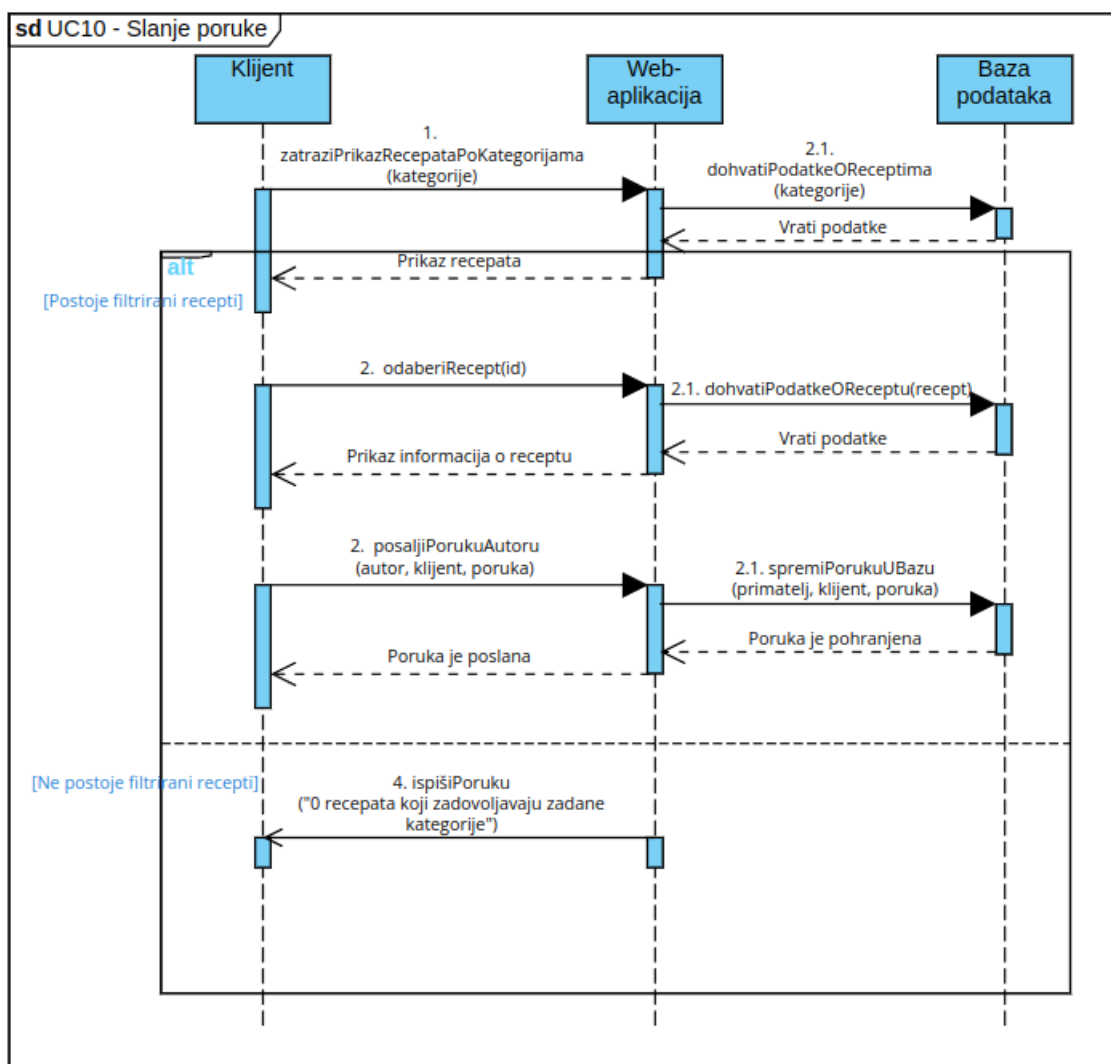 sd UC10 - Slanje poruke
Klijent
Web-
aplikacija
Baza
podataka
1.
zatraziPrikazRecepataPoKategorijama
(kategorije)
2.1.
dohvatiPodatkeOReceptima
(kategorije)
Vrati podatke
alt
Prikaz recepata
[Postoje filtrirani recepti]
2. odaberiRecept(id)
2.1. dohvatiPodatkeOReceptu(recept)
Vrati podatke
Prikaz informacija o receptu
2. posaljiPorukuAutoru
(autor, klijent, poruka)
2.1. spremiPorukuUBazu
(primatelj, klijent, poruka)
Poruka je pohranjena
Poruka je poslana
[Ne postoje filtrirani recepti]
4. ispišiPoruku
("0 recepata koji zadovoljavaju zadane
kategorije")